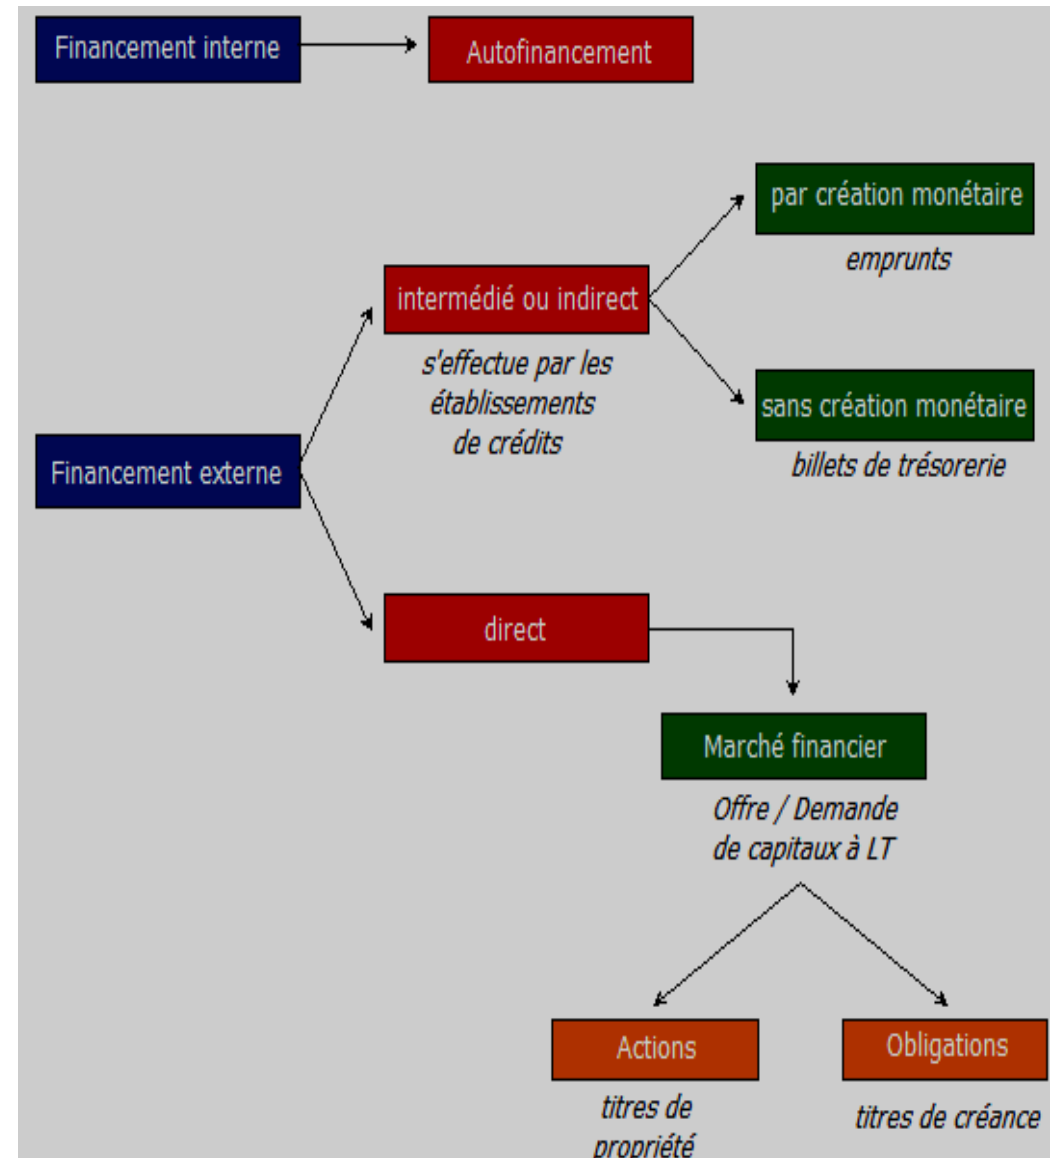 Financement interne
Autofinancement
par création monétaire
emprunts
intermédié ou indirect
s'effectue par les
établissements
de crédits
sans création monétaire
billets de trésorerie
Financement externe
direct
Marché financier
Offre / Demande
de capitaux à LT
Actions
titres de
propriété
Obligations
titres de créance